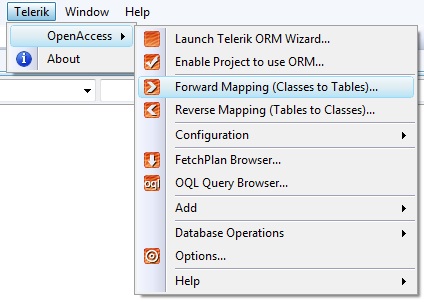 Telerik Window Help
OpenAccess
About
Launch Telerik ORM Wizard...
Enable Project to use ORM...
Forward Mapping (Classes to Tables)...
Reverse Mapping (Tables to Classes)...
Configuration
FetchPlan Browser...
oql OQL Query Browser...
Add
Database Operations
Options...
Help